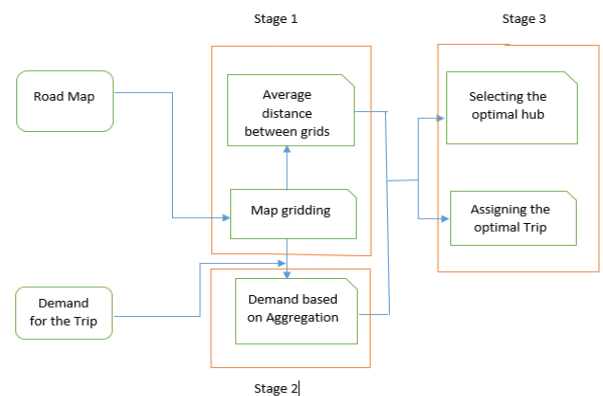 Stage 1
Stage 3
Road Map
Average
distance
between grids
Selecting the
optimal hub
Map gridding
Assigning the
optimal Trip
Demand
for the Trip
Demand based
on Aggregation
Stage 2